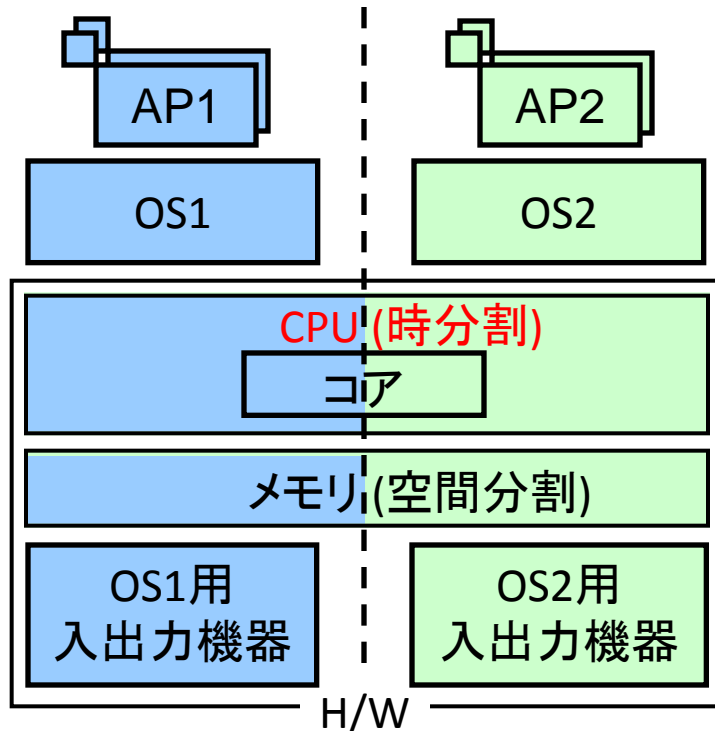 AP1
AP2
OS1
OS2
CPU (時分割)
コア
メモリ (空間分割)
OS1用
入出力機器
OS2用
入出力機器
H/W